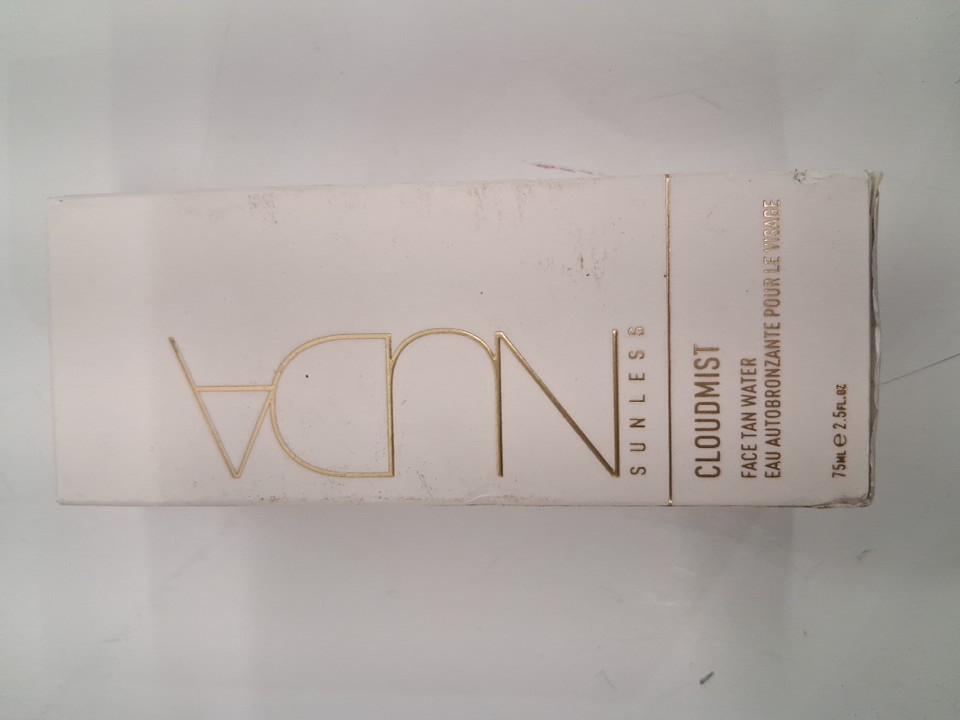 NUDA
SUNLESS
CLOUDMIST
FACE TAN WATER
EAU AUTOBRONZANTE POUR LE VISAGE
75ML e 2.5FL.OZ